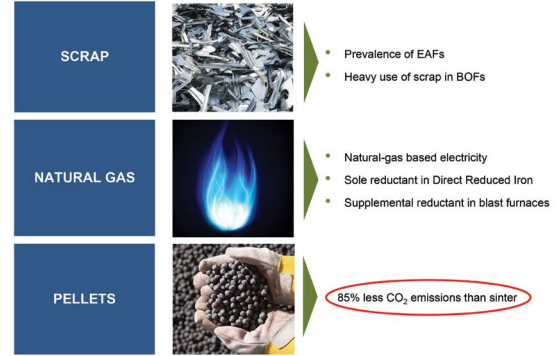 SCRAP
Prevalence of EAFs
Heavy use of scrap in BOFs
NATURAL GAS
Natural-gas based electricity
Sole reductant in Direct Reduced Iron
Supplemental reductant in blast furnaces
PELLETS
85% less CO₂ emissions than sinter